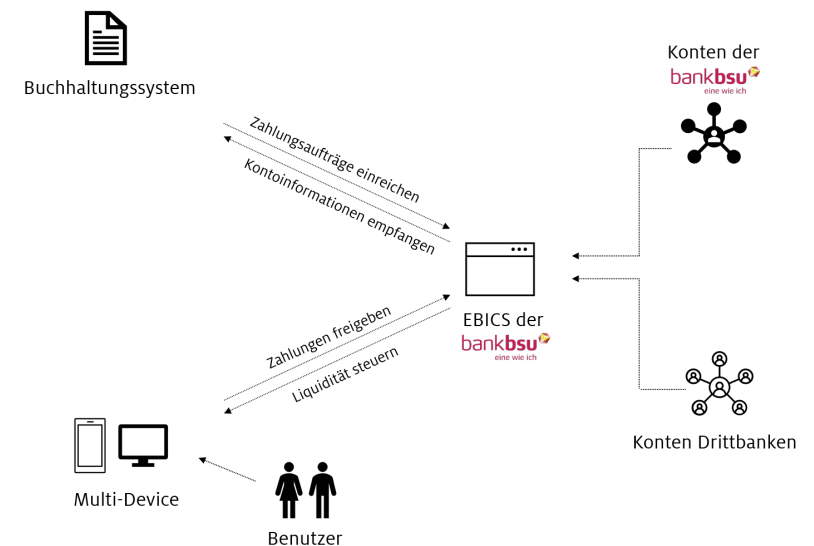 Buchhaltungssystem
Konten der
bankbsu
eine wie ich
Zahlungsaufträge einreichen
Kontoinformationen empfangen
EBICS der
bankbsu
eine wie ich
Zahlungen freigeben
Liquidität steuern
Konten Drittbanken
Multi-Device
Benutzer